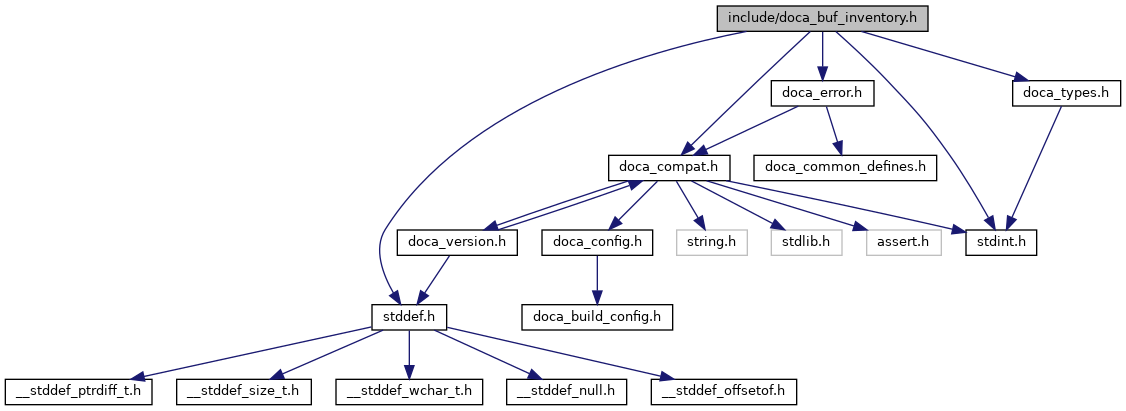 include/doca_buf_inventory.h
doca_error.h
doca_types.h
doca_compat.h
doca_common_defines.h
doca_version.h
doca_config.h
string.h
stdlib.h
assert.h
stdint.h
stddef.h
doca_build_config.h
__stddef_ptrdiff_t.h
__stddef_size_t.h
__stddef_wchar_t.h
__stddef_null.h
__stddef_offsetof.h